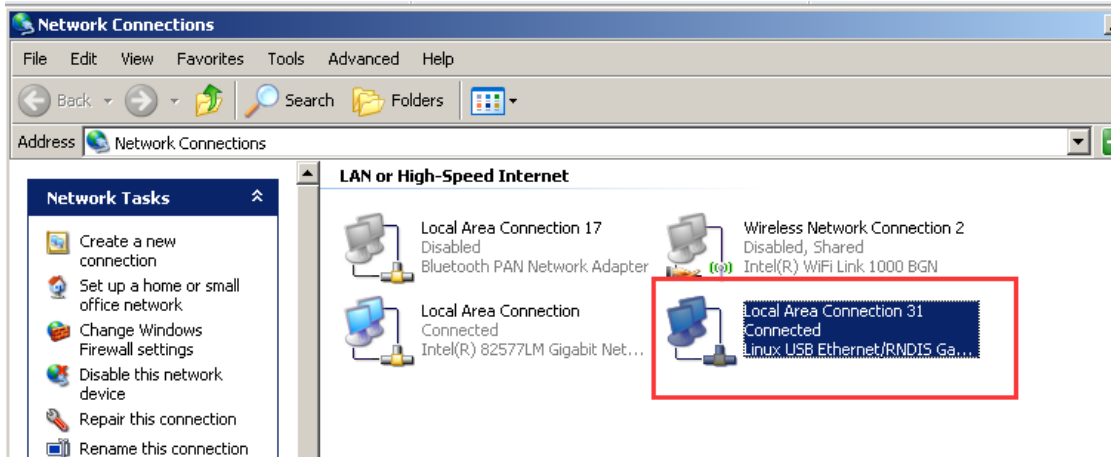 Network Connections
File Edit View Favorites Tools Advanced Help
Back Search Folders
Address Network Connections
Network Tasks
Create a new
connection
Set up a home or small
office network
Change Windows
Firewall settings
Disable this network
device
Repair this connection
Rename this connection
LAN or High-Speed Internet
Local Area Connection 17
Disabled
Bluetooth PAN Network Adapter
Wireless Network Connection 2
Disabled, Shared
Intel(R) WiFi Link 1000 BGN
Local Area Connection
Connected
Intel(R) 82577LM Gigabit Net...
Local Area Connection 31
Connected
Linux USB Ethernet/RNDIS Ga...